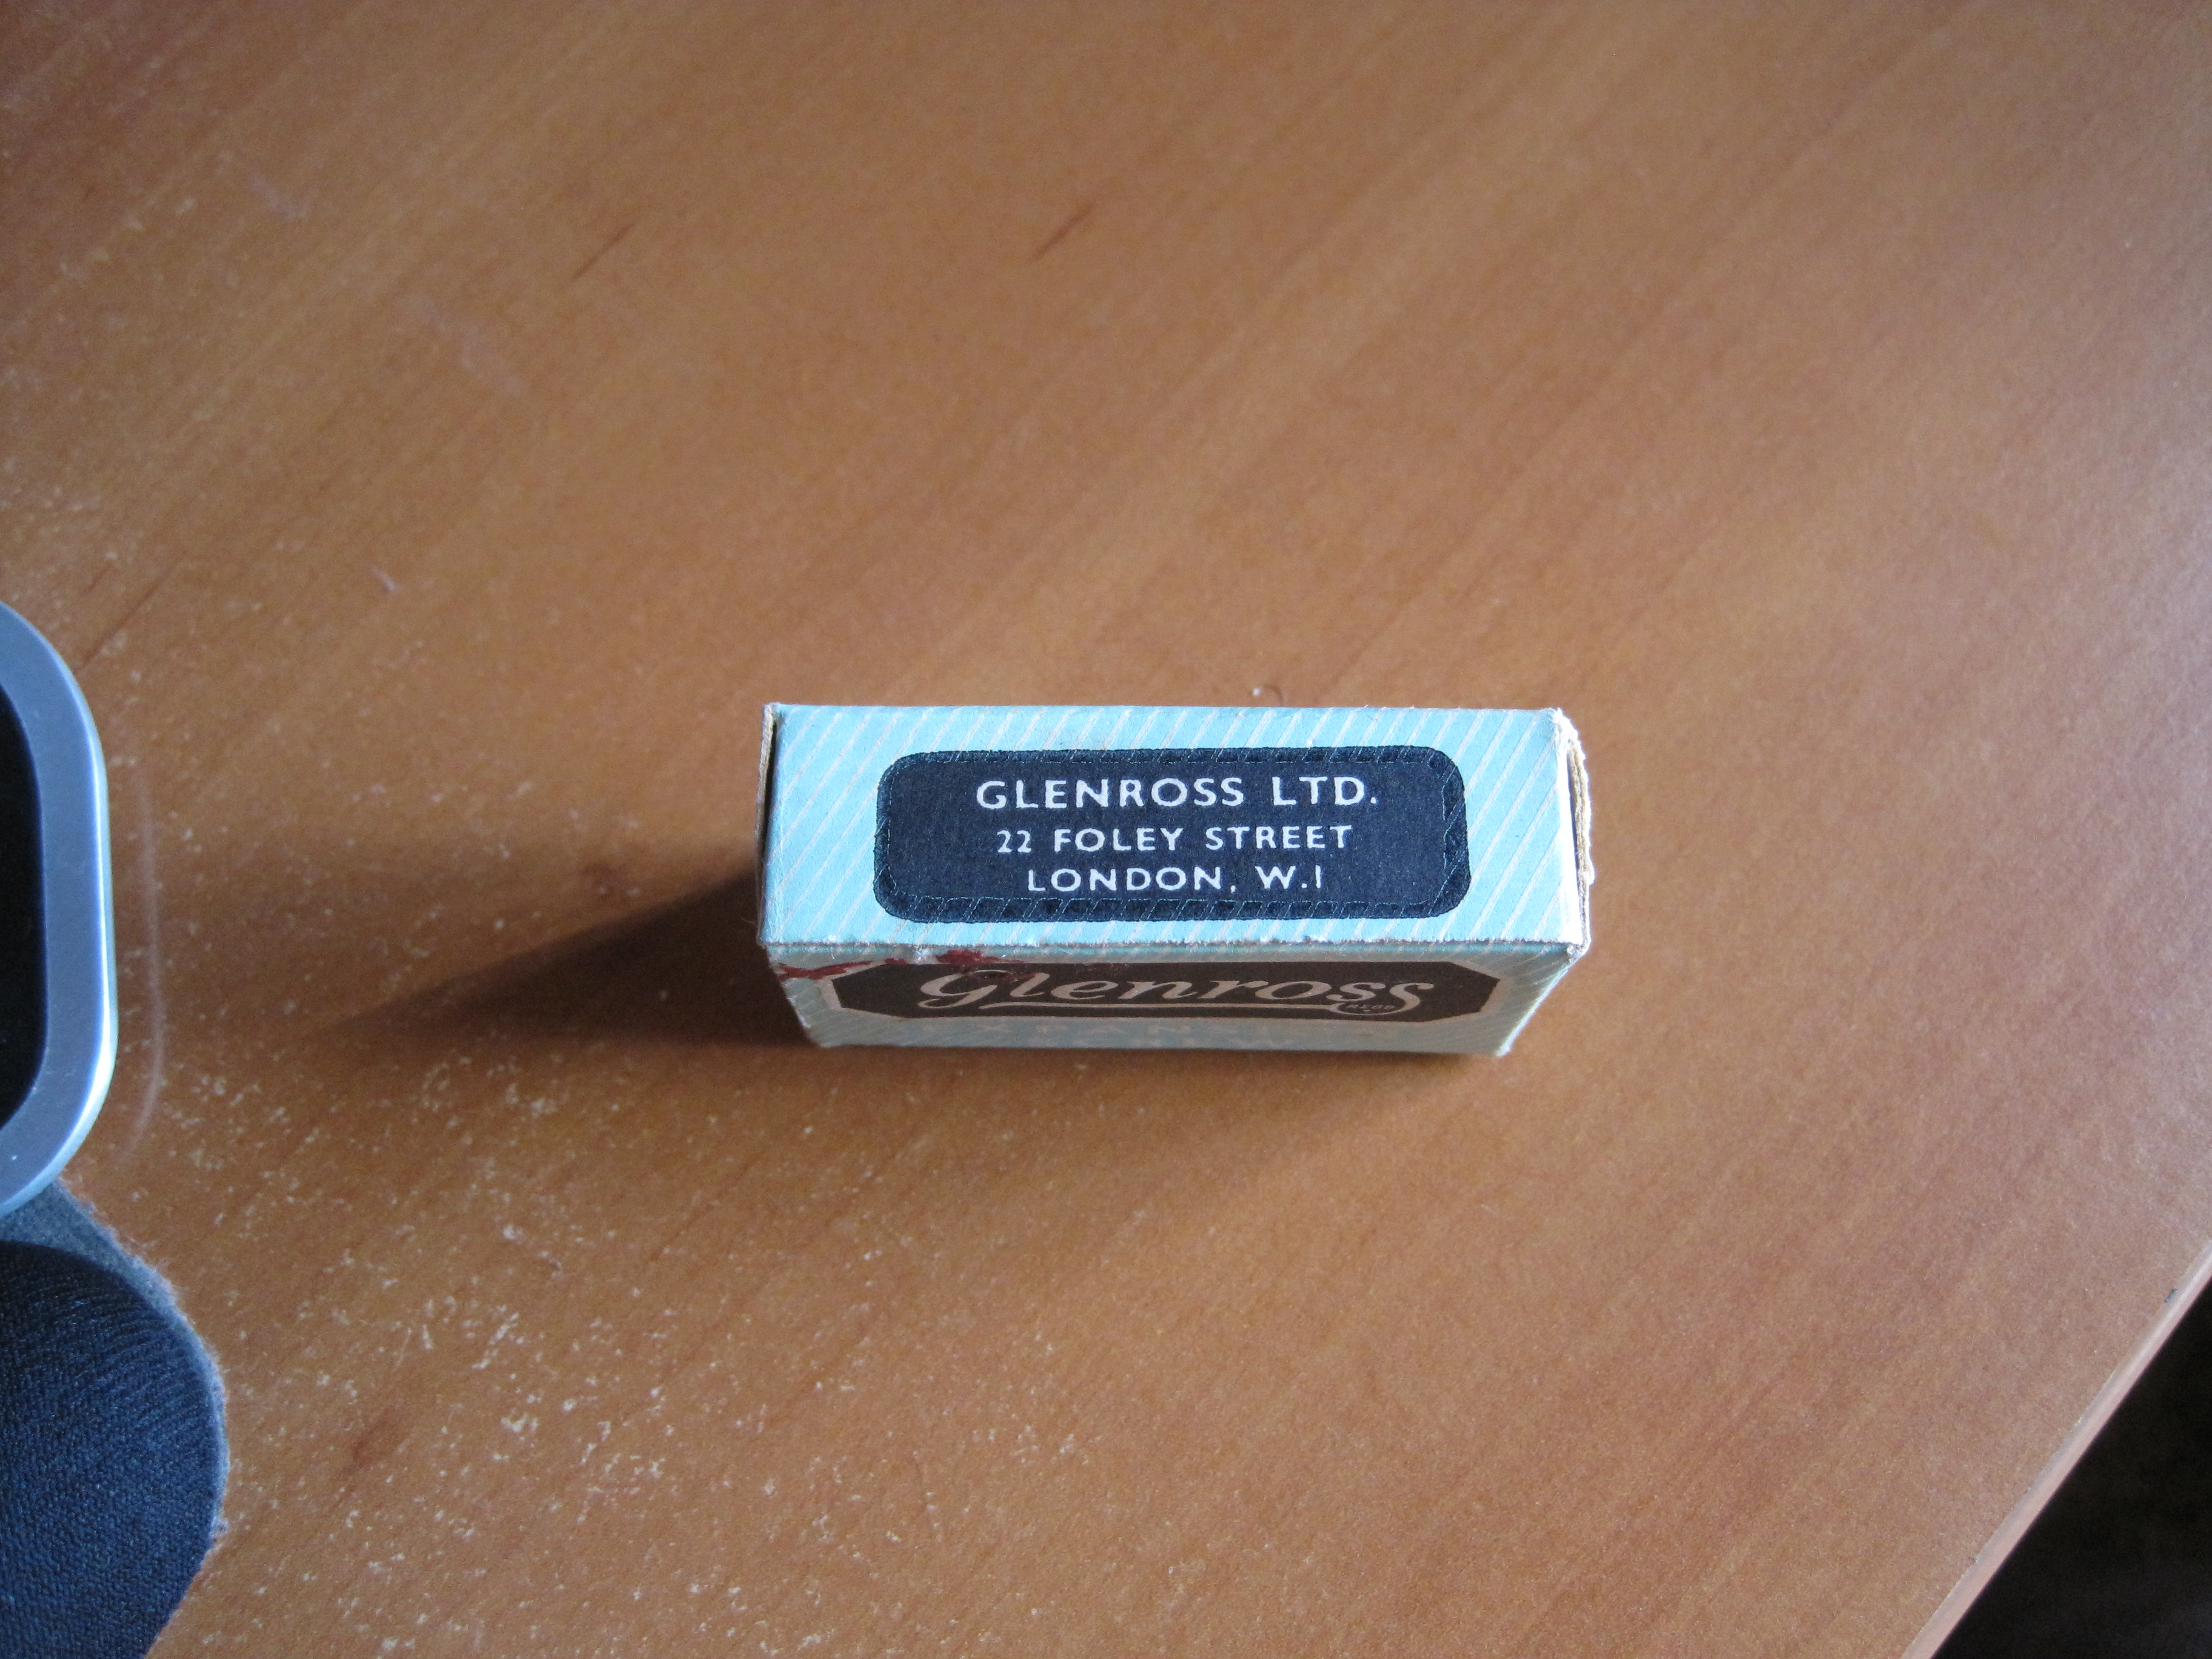 GLENROSS LTD.
22 FOLEY STREET
LONDON, W.1
Glenross